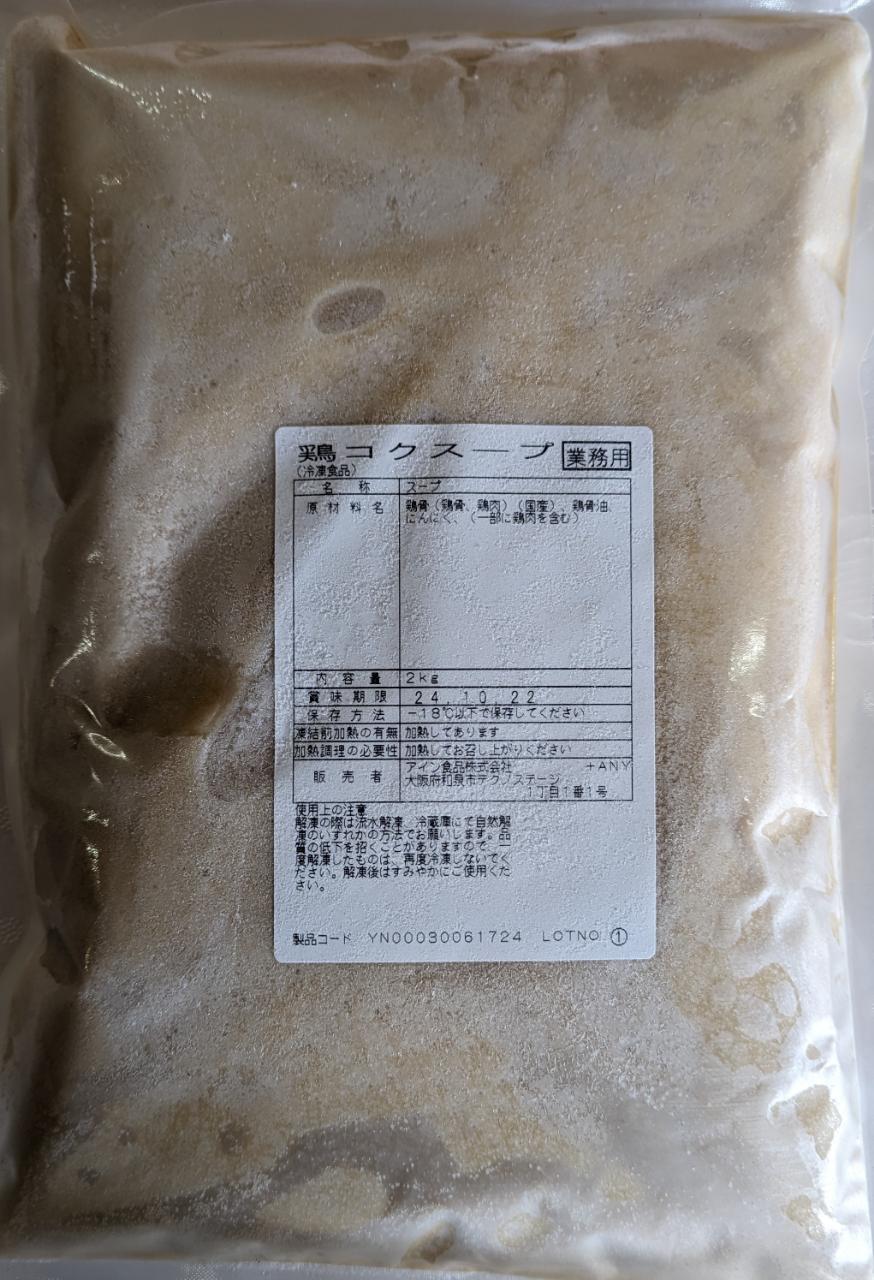 鶏コクスープ 業務用
(冷凍食品)
名称 スープ
原材料名 鶏骨(鶏骨、鶏肉)(国産)、鶏骨油、
にんにく、(一部に鶏肉を含む)
内容量 2kg
賞味期限 24.10.22
保存方法 -18℃以下で保存してください
凍結前加熱の有無 加熱してあります
加熱調理の必要性 加熱してお召し上がりください
販売者 アイン食品株式会社 +ANY
大阪府和泉市テクノステージ
1丁目1番1号
使用上の注意
解凍の際は流水解凍、冷蔵庫にて自然解
凍のいずれかの方法でお願いします。品
質の低下を招くことがありますので、一
度解凍したものは、再度冷凍しないでく
ださい。解凍後はすみやかにご使用くだ
さい。
製品コード YN00030061724 LOTNO. ①